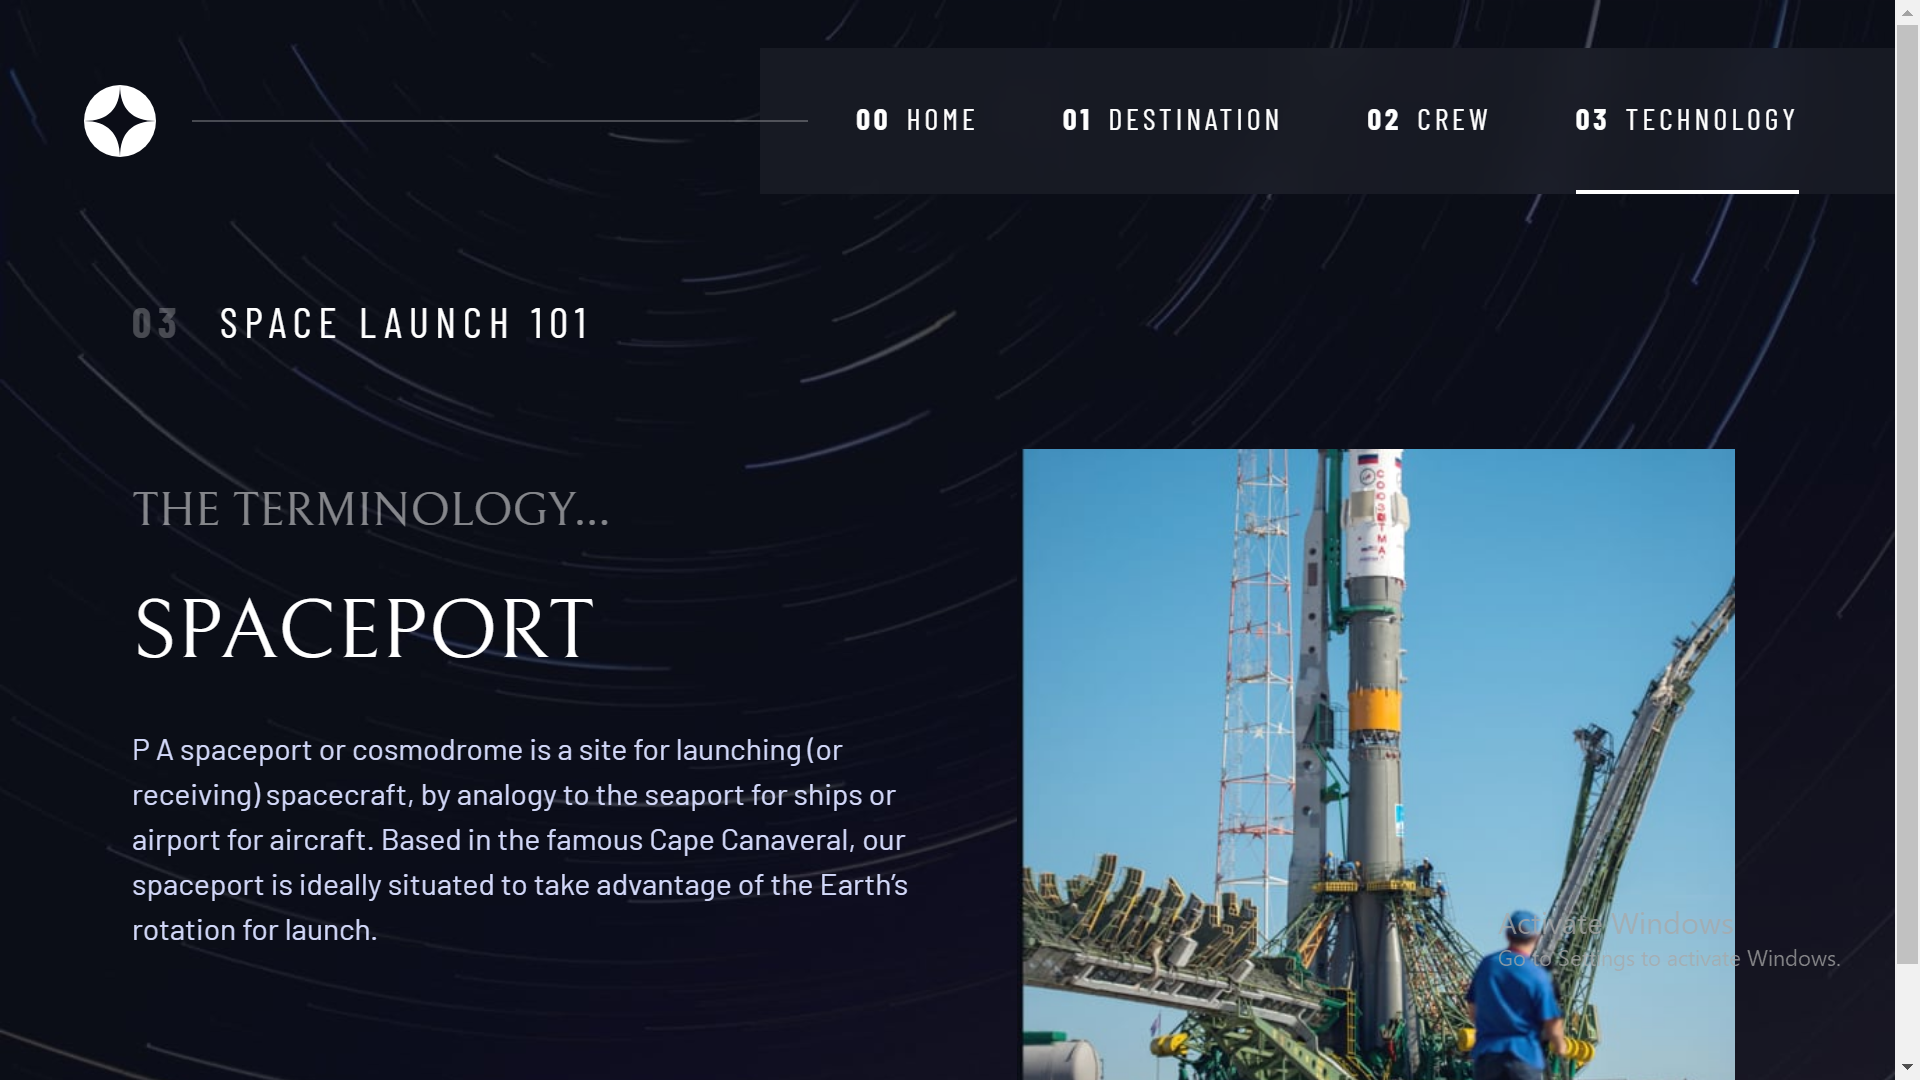 00 HOME 01 DESTINATION 02 CREW 03 TECHNOLOGY
03 SPACE LAUNCH 101
THE TERMINOLOGY...
SPACEPORT
P A spaceport or cosmodrome is a site for launching (or
receiving) spacecraft, by analogy to the seaport for ships or
airport for aircraft. Based in the famous Cape Canaveral, our
spaceport is ideally situated to take advantage of the Earth’s
rotation for launch.
Activate Windows
Go to Settings to activate Windows.